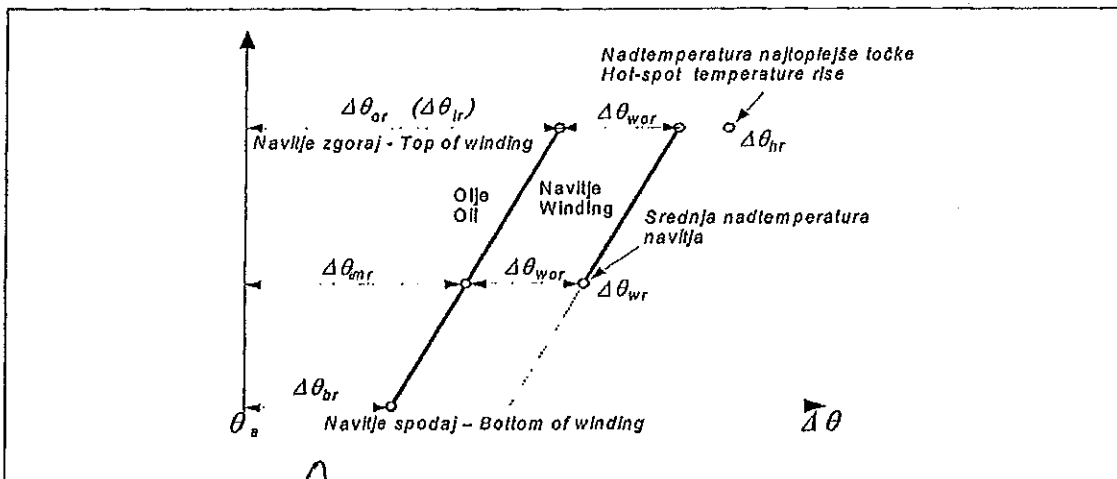 Nadtemperatura najtoplejše točke
Hot-spot temperature rise
Δθor (Δθir)
Δθwor
Δθhr
Navitje zgoraj - Top of winding
Olje
Oil
Navitje
Winding
Srednja nadtemperatura
navitja
Δθmr
Δθwor
Δθwr
Δθbr
θa
Navitje spodaj – Bottom of winding
Δθ